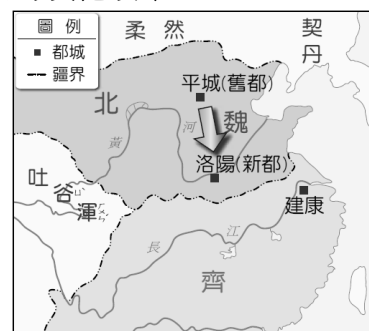 圖例
都城
疆界
柔然
契丹
平城(舊都)
北魏
黃河
洛陽(新都)
吐谷渾
建康
長江
齊